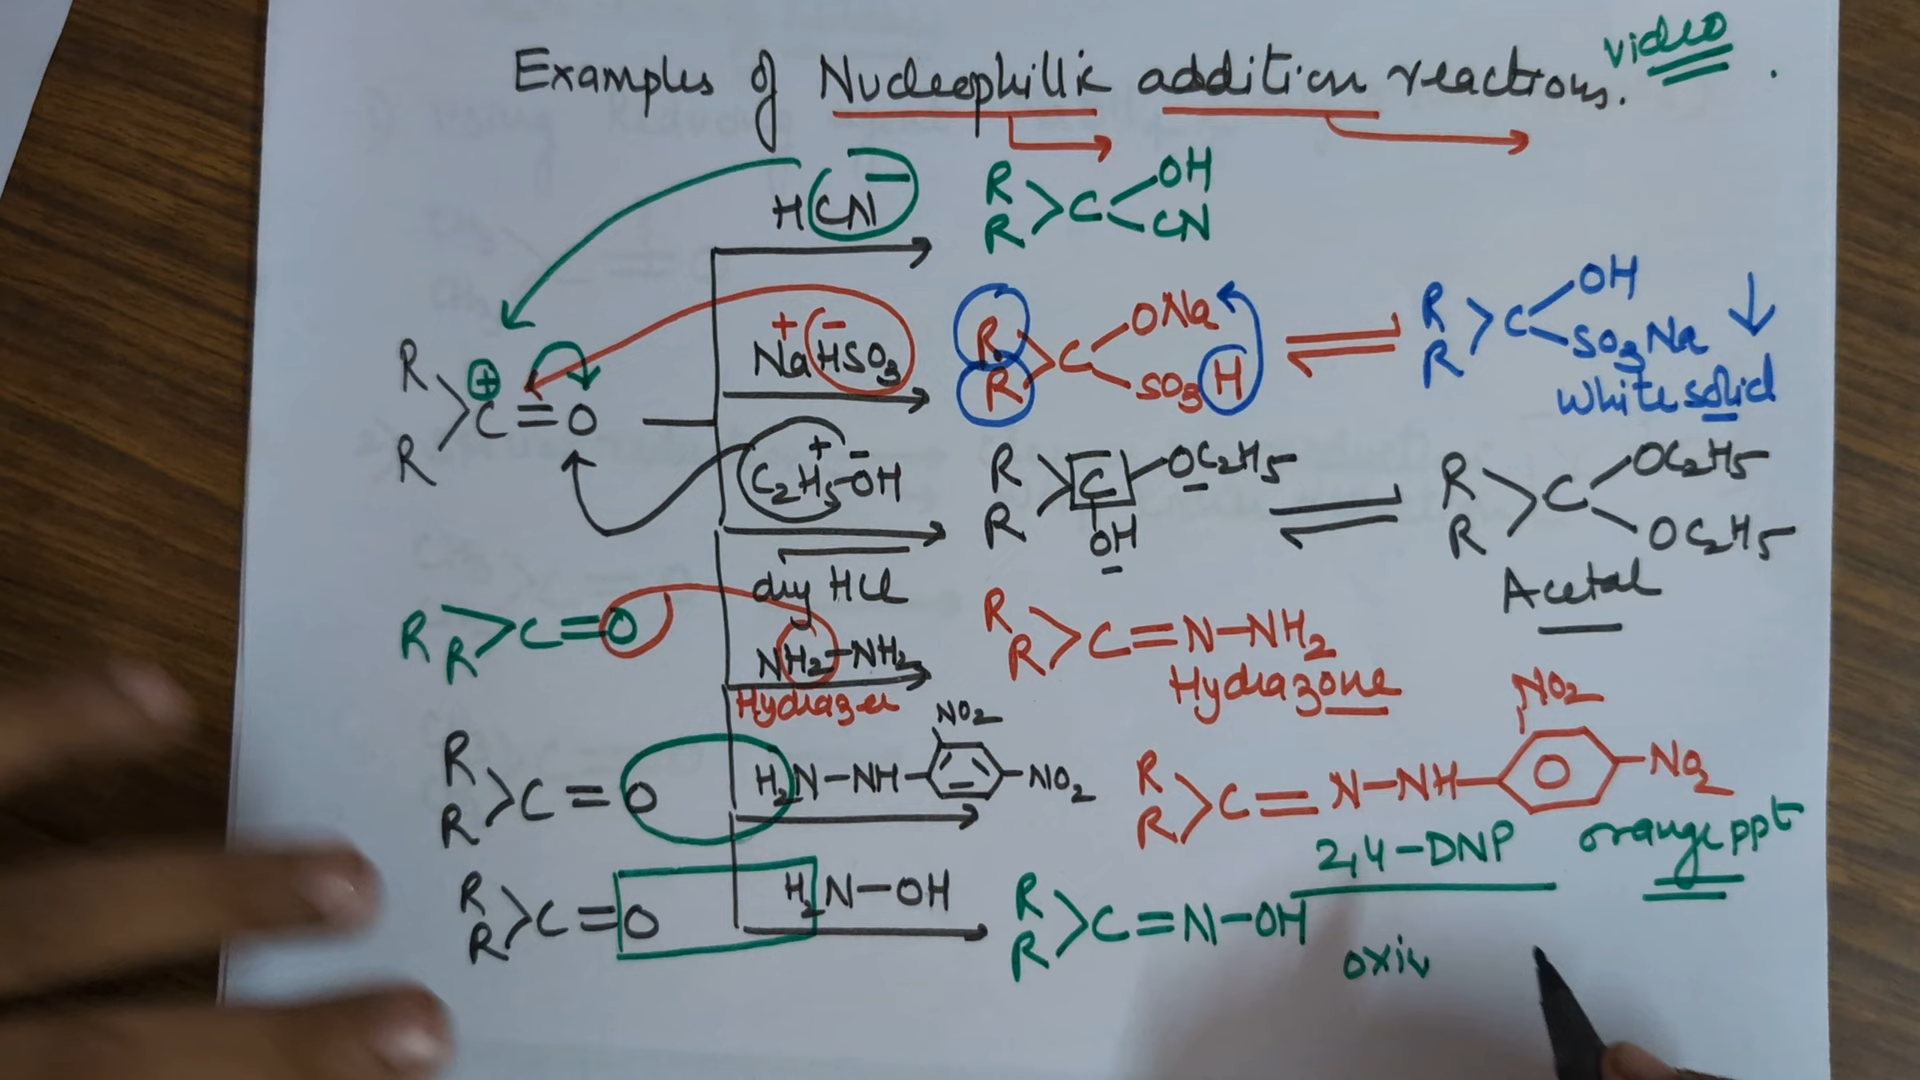 video
Examples of Nucleophillic addition reactions.
HCN⁻
R R >C< OH CN
R R >C⁺=O
Na⁺ HSO₃⁻
R R >C< ONa SO₃H
⇌
R R >C< OH SO₃Na ↓
white solid
C₂H₅⁺-OH⁻
dry HCl
R R >C< OC₂H₅ OH
⇌
R R >C< OC₂H₅ OC₂H₅
Acetal
R R >C=O
NH₂-NH₂
R R >C=N-NH₂
Hydrazone
R R >C=O
H₂N-NH- NO₂ -NO₂
R R >C=N-NH- NO₂ -NO₂
2,4-DNP
orange ppt
R R >C=O
H₂N-OH
R R >C=N-OH
oxim